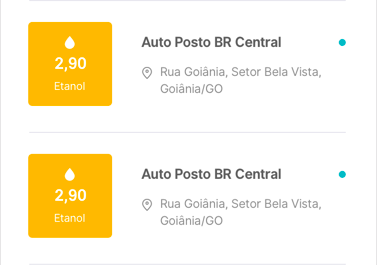 Auto Posto BR Central
2,90
Etanol
Rua Goiânia, Setor Bela Vista,
Goiânia/GO
Auto Posto BR Central
2,90
Etanol
Rua Goiânia, Setor Bela Vista,
Goiânia/GO